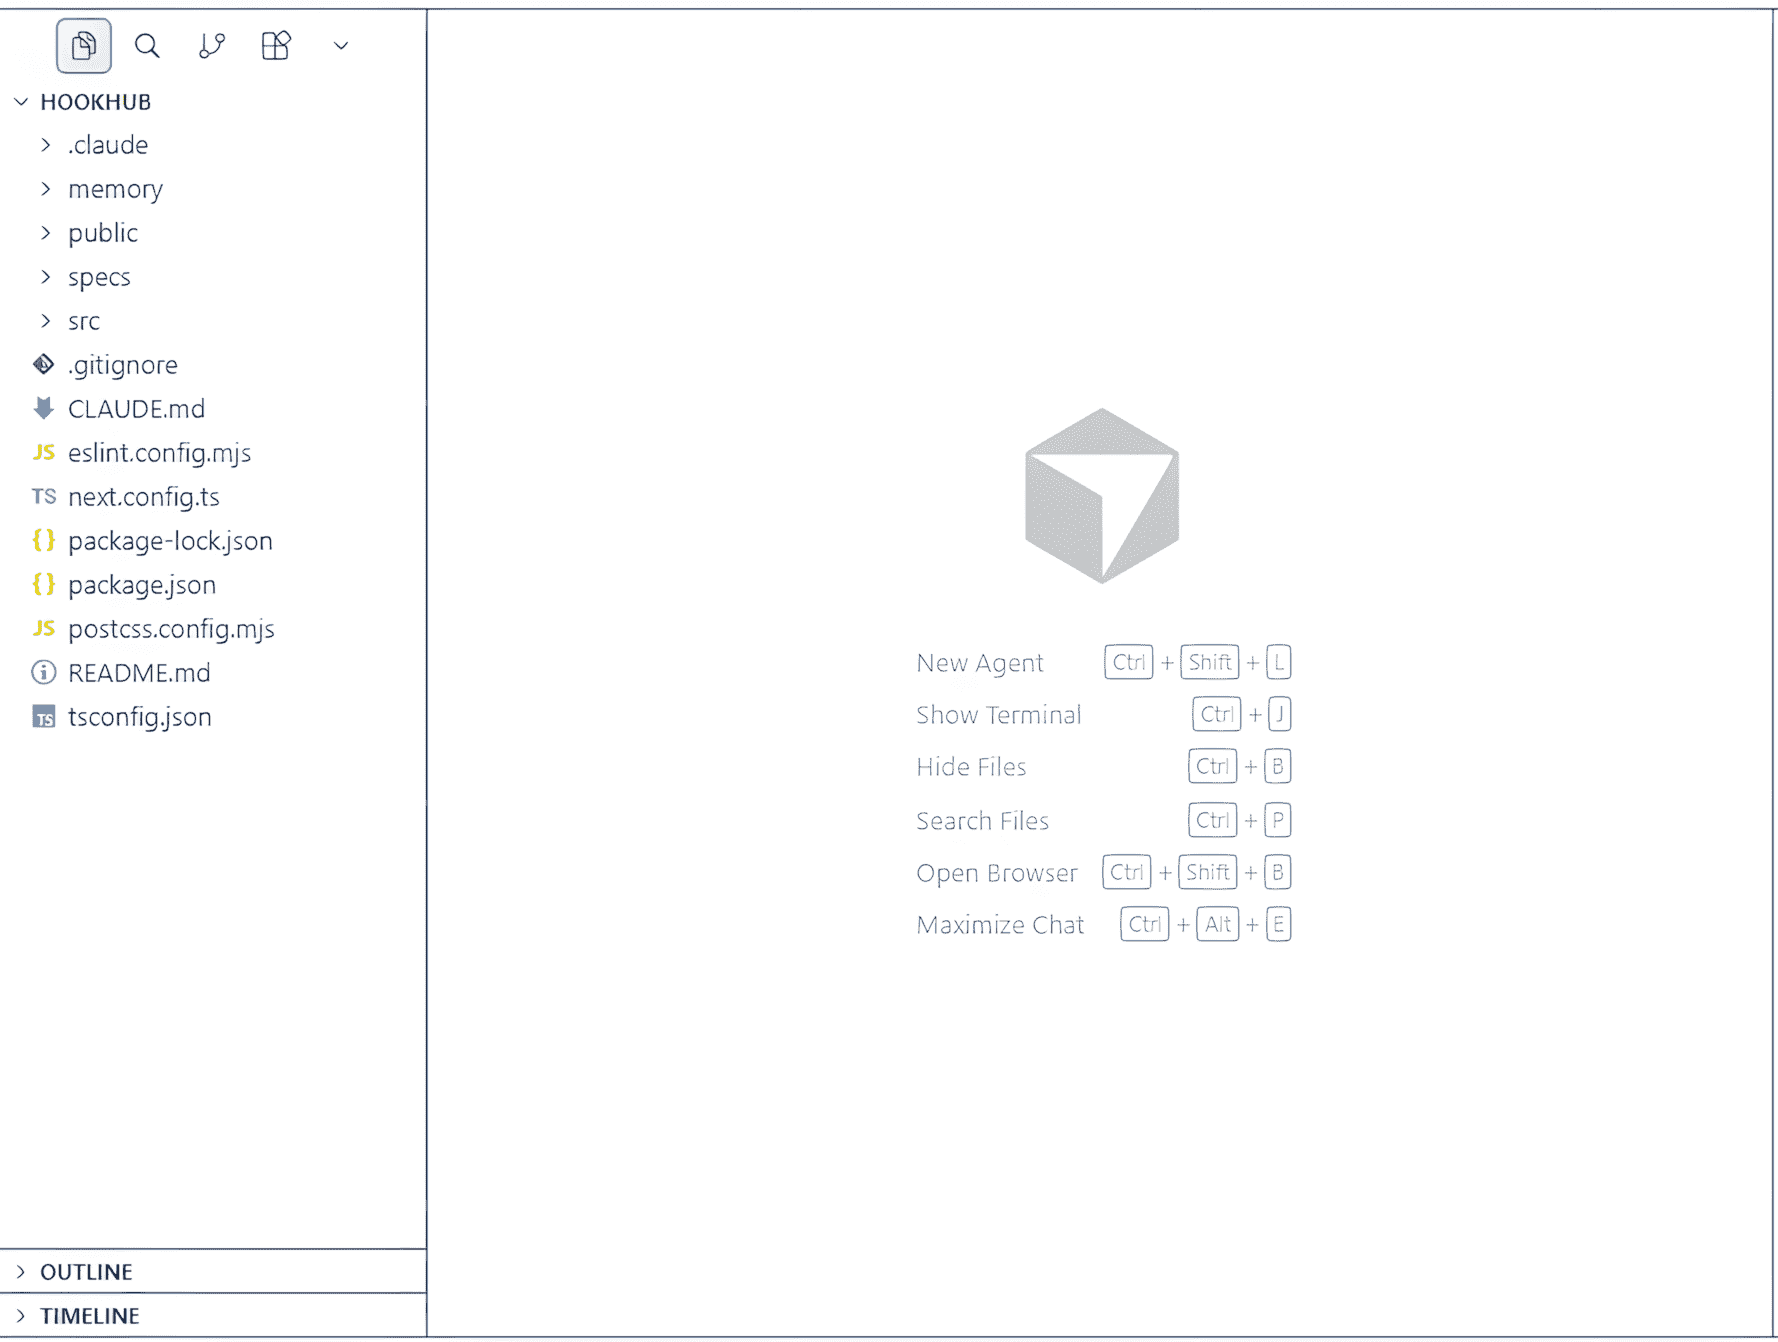 HOOKHUB
.claude
memory
public
specs
src
.gitignore
CLAUDE.md
JS eslint.config.mjs
TS next.config.ts
{} package-lock.json
{} package.json
JS postcss.config.mjs
README.md
TS tsconfig.json
OUTLINE
TIMELINE
New Agent Ctrl + Shift + L
Show Terminal Ctrl + J
Hide Files Ctrl + B
Search Files Ctrl + P
Open Browser Ctrl + Shift + B
Maximize Chat Ctrl + Alt + E